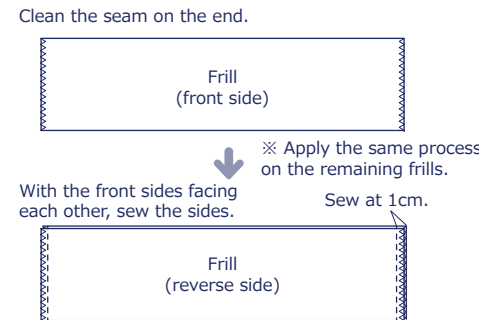 Clean the seam on the end.
Frill
(front side)
※ Apply the same process
on the remaining frills.
With the front sides facing
each other, sew the sides.
Sew at 1cm.
Frill
(reverse side)